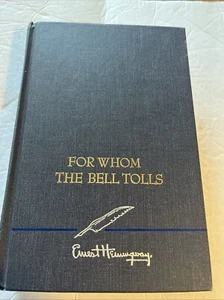 FOR WHOM
THE BELL TOLLS
Ernest Hemingway.